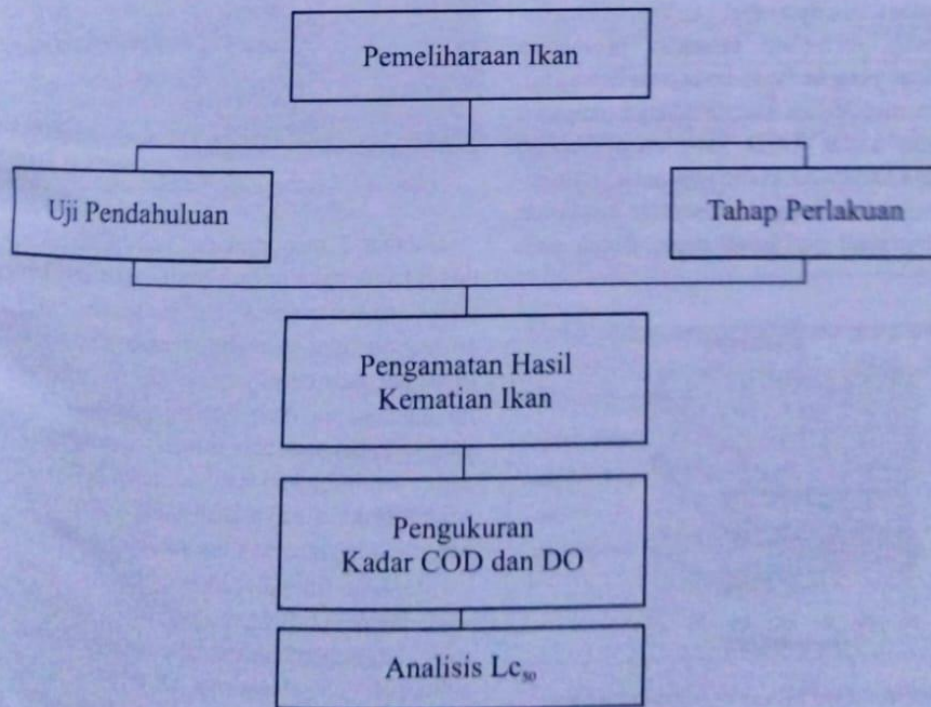 Pemeliharaan Ikan
Uji Pendahuluan
Tahap Perlakuan
Pengamatan Hasil
Kematian Ikan
Pengukuran
Kadar COD dan DO
Analisis Lc₅₀